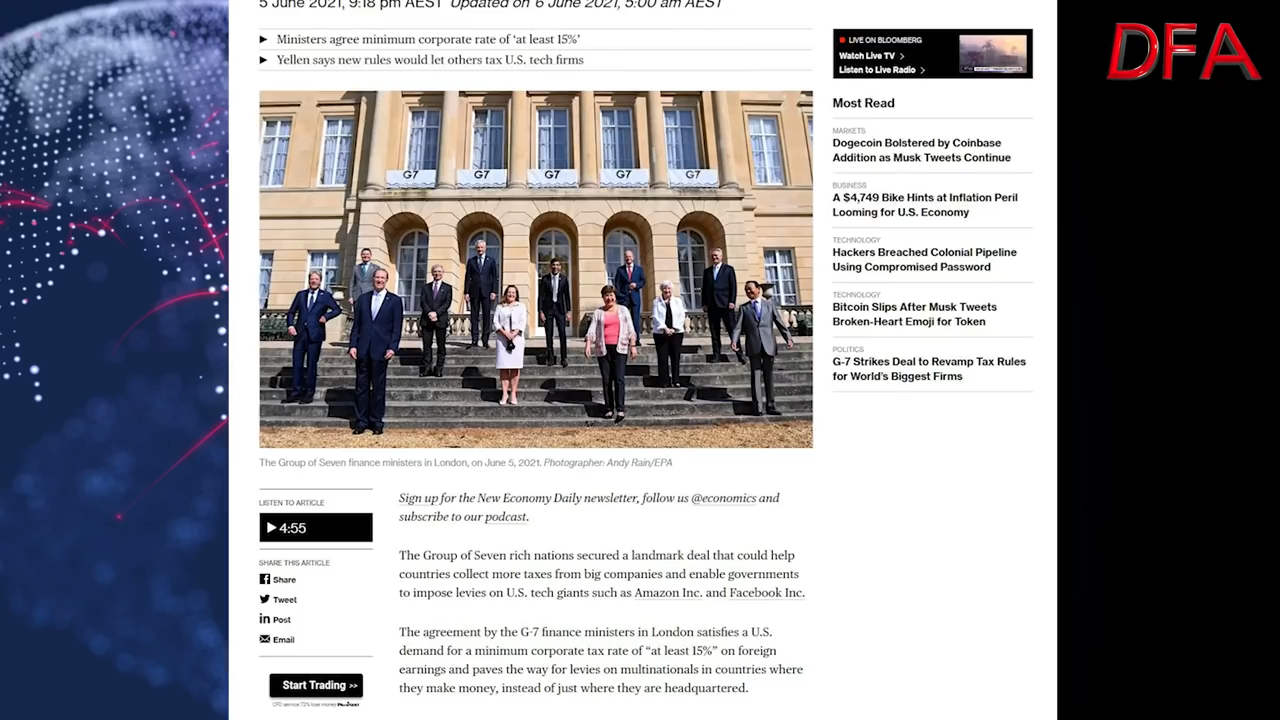 5 June 2021, 9:18 pm AEST Updated on 6 June 2021, 5:00 am AEST
Ministers agree minimum corporate rate of ‘at least 15%’
Yellen says new rules would let others tax U.S. tech firms
G7
G7
G7
G7
G7
The Group of Seven finance ministers in London, on June 5, 2021. Photographer: Andy Rain/EPA
LISTEN TO ARTICLE
4:55
SHARE THIS ARTICLE
Share
Tweet
Post
Email
Start Trading >>
CFD service. 72% lose money Plus500
Sign up for the New Economy Daily newsletter, follow us @economics and
subscribe to our podcast.
The Group of Seven rich nations secured a landmark deal that could help
countries collect more taxes from big companies and enable governments
to impose levies on U.S. tech giants such as Amazon Inc. and Facebook Inc.
The agreement by the G-7 finance ministers in London satisfies a U.S.
demand for a minimum corporate tax rate of “at least 15%” on foreign
earnings and paves the way for levies on multinationals in countries where
they make money, instead of just where they are headquartered.
LIVE ON BLOOMBERG
Watch Live TV
Listen to Live Radio
Most Read
MARKETS
Dogecoin Bolstered by Coinbase
Addition as Musk Tweets Continue
BUSINESS
A $4,749 Bike Hints at Inflation Peril
Looming for U.S. Economy
TECHNOLOGY
Hackers Breached Colonial Pipeline
Using Compromised Password
TECHNOLOGY
Bitcoin Slips After Musk Tweets
Broken-Heart Emoji for Token
POLITICS
G-7 Strikes Deal to Revamp Tax Rules
for World’s Biggest Firms
DFA